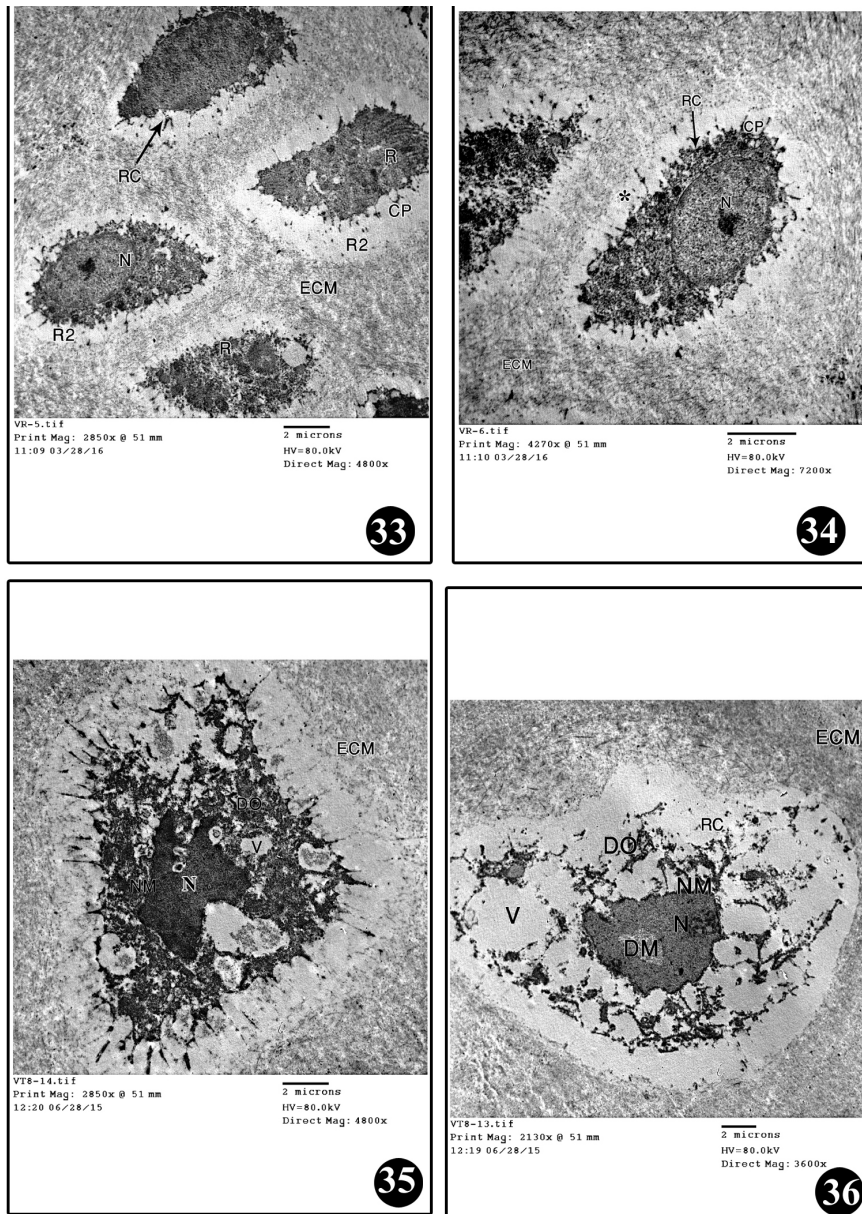 RC
R
CP
R2
N
ECM
R2
R
VR-5.tif
Print Mag: 2850x @ 51 mm
11:09 03/28/16
2 microns
HV=80.0kV
Direct Mag: 4800x
33
RC
CP
N
*
ECM
VR-6.tif
Print Mag: 4270x @ 51 mm
11:10 03/28/16
2 microns
HV=80.0kV
Direct Mag: 7200x
34
ECM
DO
V
NM
N
VT8-14.tif
Print Mag: 2850x @ 51 mm
12:20 06/28/15
2 microns
HV=80.0kV
Direct Mag: 4800x
35
ECM
RC
DO
NM
V
N
DM
VT8-13.tif
Print Mag: 2130x @ 51 mm
12:19 06/28/15
2 microns
HV=80.0kV
Direct Mag: 3600x
36